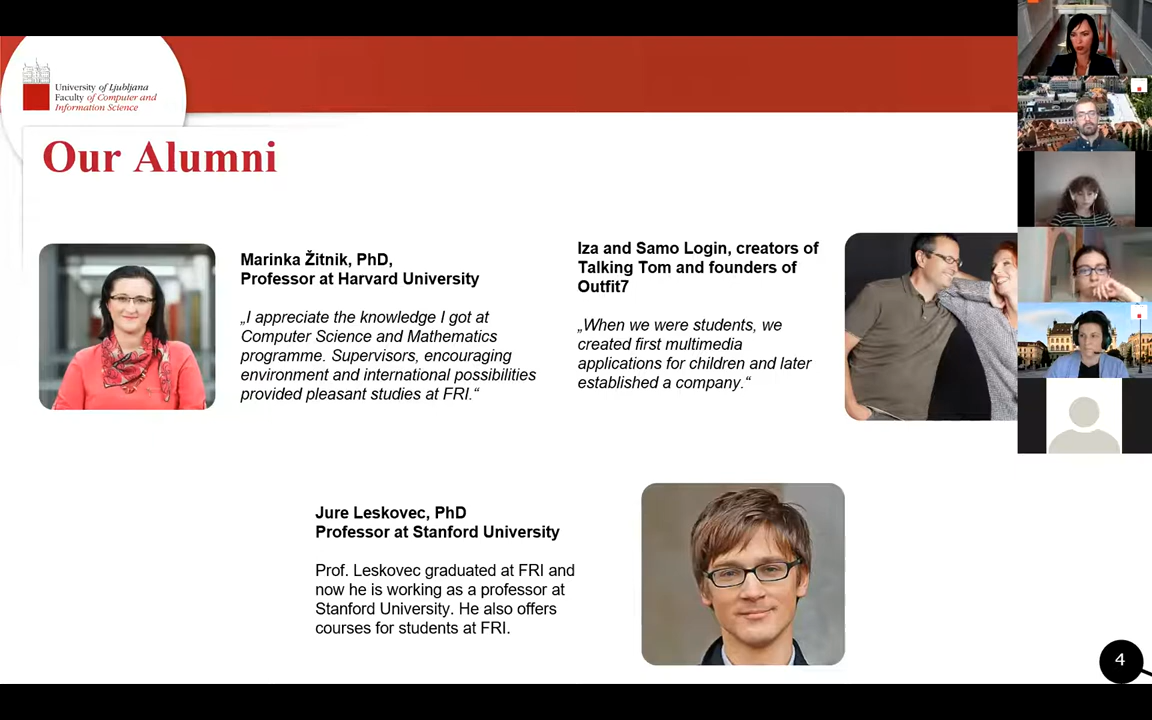 University of Ljubljana
Faculty of Computer and
Information Science
Our Alumni
Marinka Žitnik, PhD,
Professor at Harvard University
„I appreciate the knowledge I got at
Computer Science and Mathematics
programme. Supervisors, encouraging
environment and international possibilities
provided pleasant studies at FRI.“
Iza and Samo Login, creators of
Talking Tom and founders of
Outfit7
„When we were students, we
created first multimedia
applications for children and later
established a company.“
Jure Leskovec, PhD
Professor at Stanford University
Prof. Leskovec graduated at FRI and
now he is working as a professor at
Stanford University. He also offers
courses for students at FRI.
4